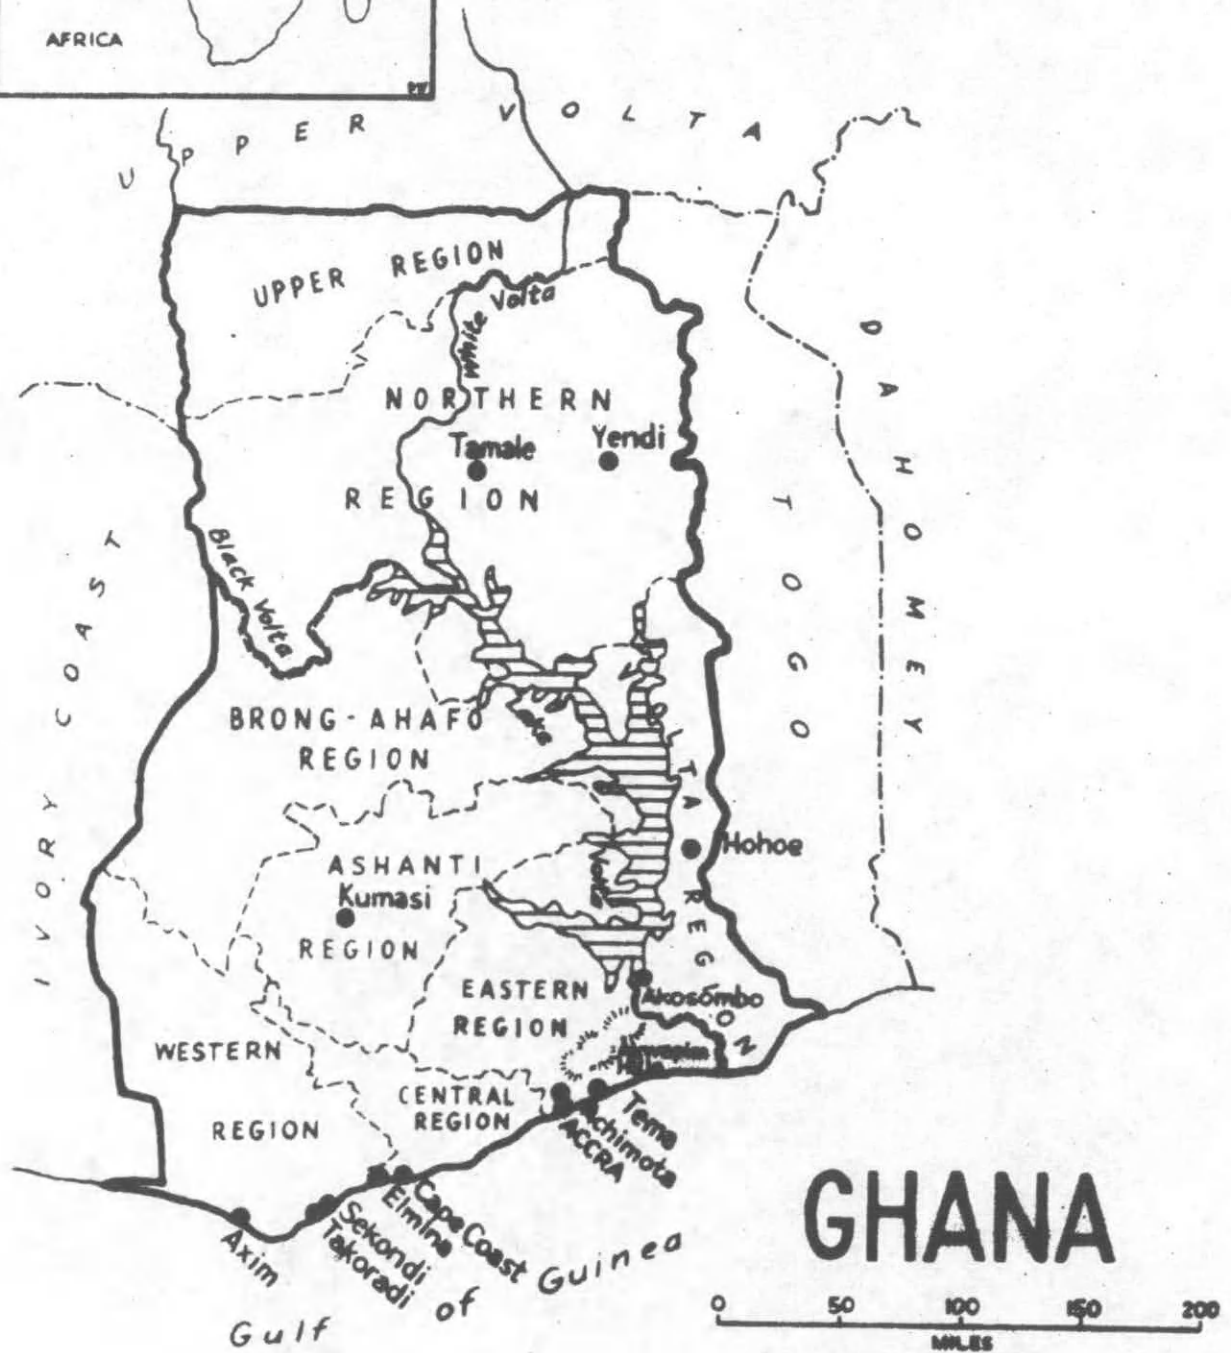 AFRICA
UPPER VOLTA
UPPER REGION
White Volta
NORTHERN
REGION
Tamale
Yendi
DAHOMEY
TOGO
IVORY COAST
Black Volta
BRONG-AHAFO
REGION
Lake
Volta
VOLTA REGION
Hohoe
ASHANTI
Kumasi
REGION
EASTERN
REGION
Akosombo
WESTERN
REGION
CENTRAL
REGION
Tema
Achimota
ACCRA
Cape Coast
Elmina
Sekondi
Takoradi
Axim
Gulf of Guinea
GHANA
0 50 100 150 200
MILES